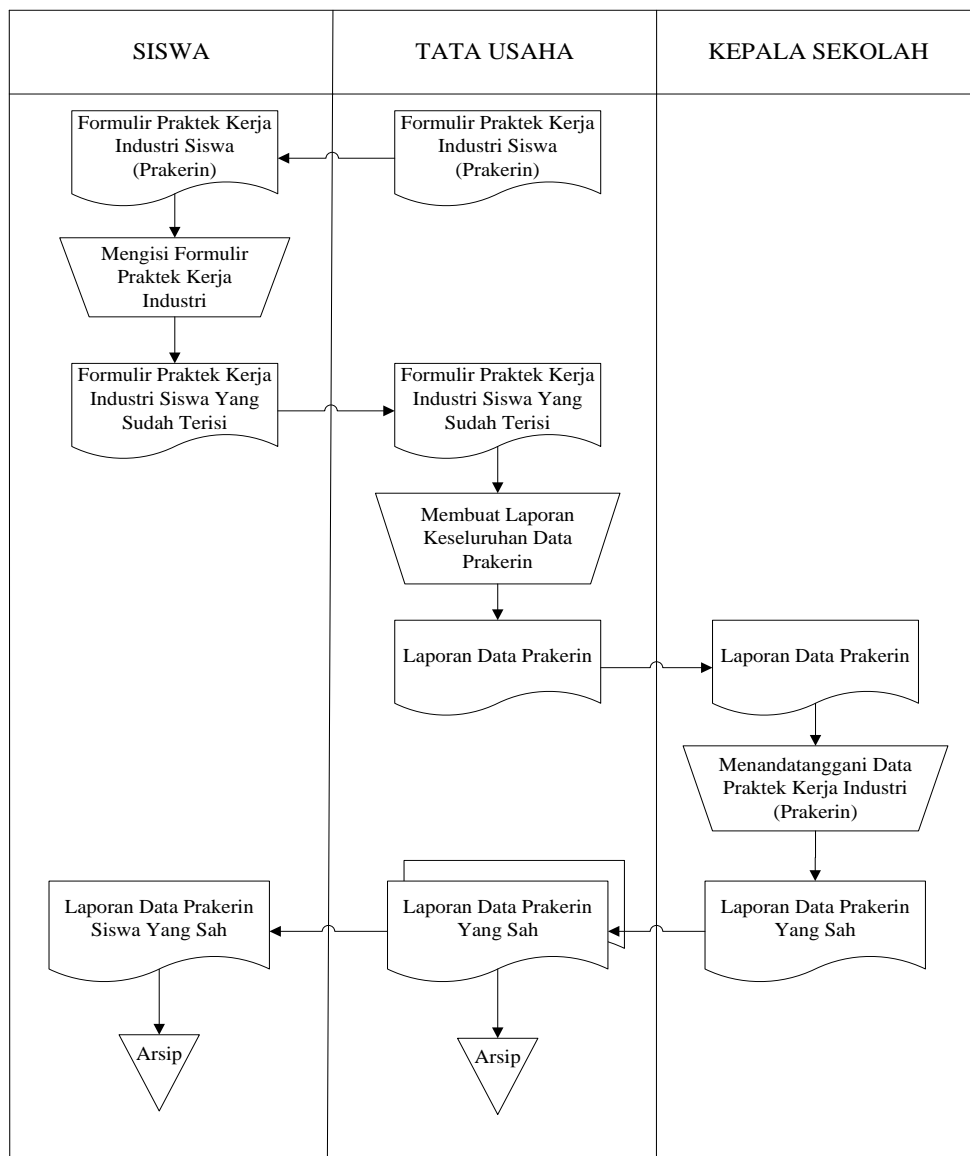 SISWA
TATA USAHA
KEPALA SEKOLAH
Formulir Praktek Kerja
Industri Siswa
(Prakerin)
Formulir Praktek Kerja
Industri Siswa
(Prakerin)
Mengisi Formulir
Praktek Kerja
Industri
Formulir Praktek Kerja
Industri Siswa Yang
Sudah Terisi
Formulir Praktek Kerja
Industri Siswa Yang
Sudah Terisi
Membuat Laporan
Keseluruhan Data
Prakerin
Laporan Data Prakerin
Laporan Data Prakerin
Menandatanggani Data
Praktek Kerja Industri
(Prakerin)
Laporan Data Prakerin
Siswa Yang Sah
Laporan Data Prakerin
Yang Sah
Laporan Data Prakerin
Yang Sah
Arsip
Arsip